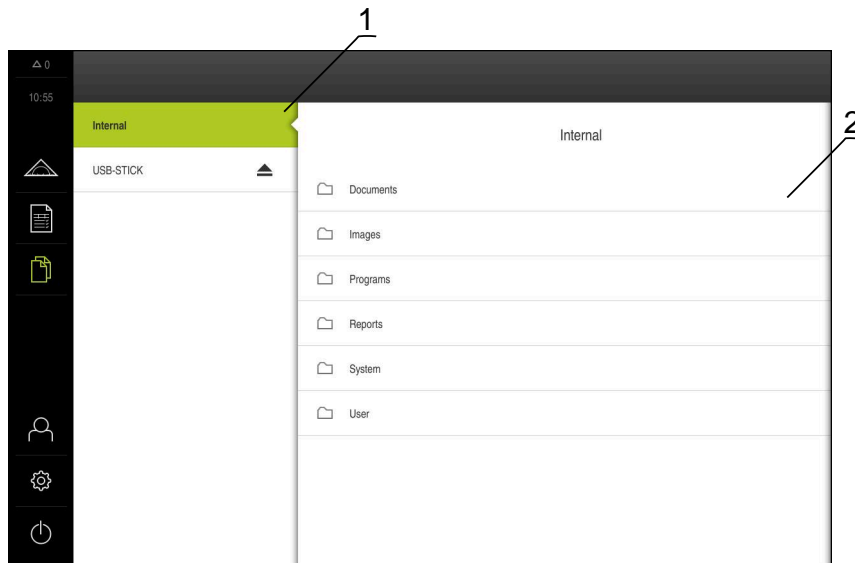 1
0
10:55
Internal
Internal
2
USB-STICK
Documents
Images
Programs
Reports
System
User